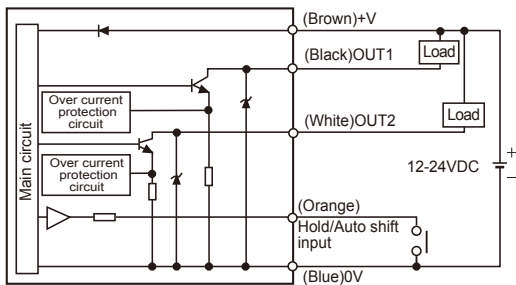 (Brown)+V
(Black)OUT1
Load
Over current
protection
circuit
(White)OUT2
Load
Main circuit
Over current
protection
circuit
12-24VDC
+
−
(Orange)
Hold/Auto shift
input
(Blue)0V